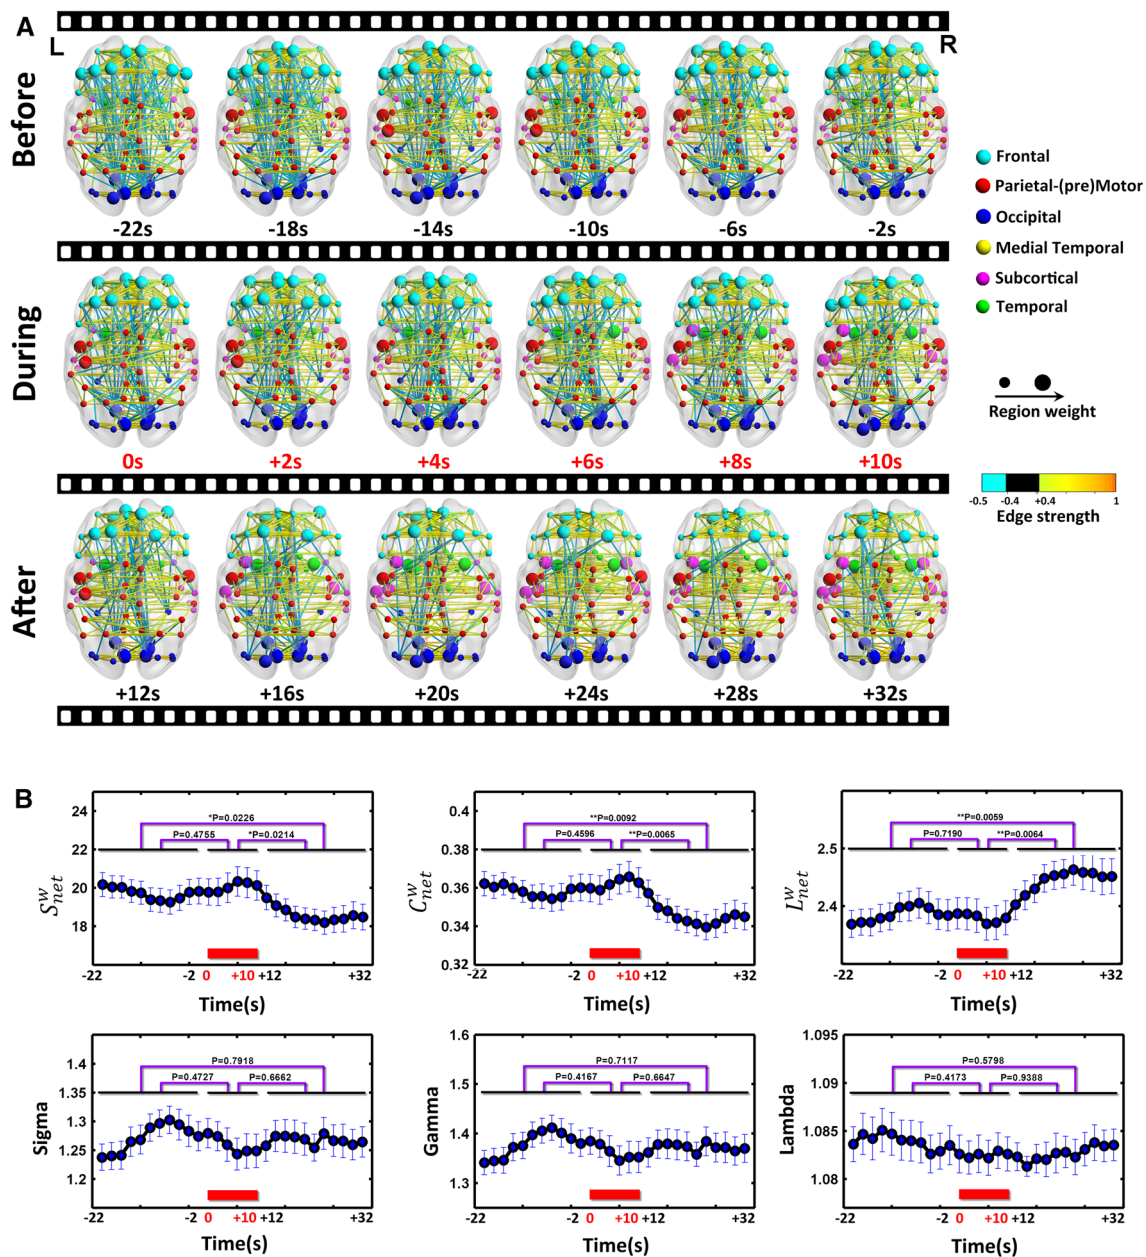 A
L
R
Before
-22s -18s -14s -10s -6s -2s
Frontal
Parietal-(pre)Motor
Occipital
Medial Temporal
Subcortical
Temporal
During
0s +2s +4s +6s +8s +10s
Region weight
-0.5 -0.4 +0.4 1
Edge strength
After
+12s +16s +20s +24s +28s +32s
B
S^w_net
24
22
20
18
*P=0.0226
P=0.4755 *P=0.0214
-22 -2 0 +10 +12 +32
Time(s)
C^w_net
0.4
0.38
0.36
0.34
0.32
**P=0.0092
P=0.4596 **P=0.0065
-22 -2 0 +10 +12 +32
Time(s)
L^w_net
2.5
2.4
**P=0.0059
P=0.7190 **P=0.0064
-22 -2 0 +10 +12 +32
Time(s)
Sigma
1.4
1.35
1.3
1.25
1.2
P=0.7918
P=0.4727 P=0.6662
-22 -2 0 +10 +12 +32
Time(s)
Gamma
1.6
1.5
1.4
1.3
P=0.7117
P=0.4167 P=0.6647
-22 -2 0 +10 +12 +32
Time(s)
Lambda
1.095
1.09
1.085
1.08
P=0.5798
P=0.4173 P=0.9388
-22 -2 0 +10 +12 +32
Time(s)